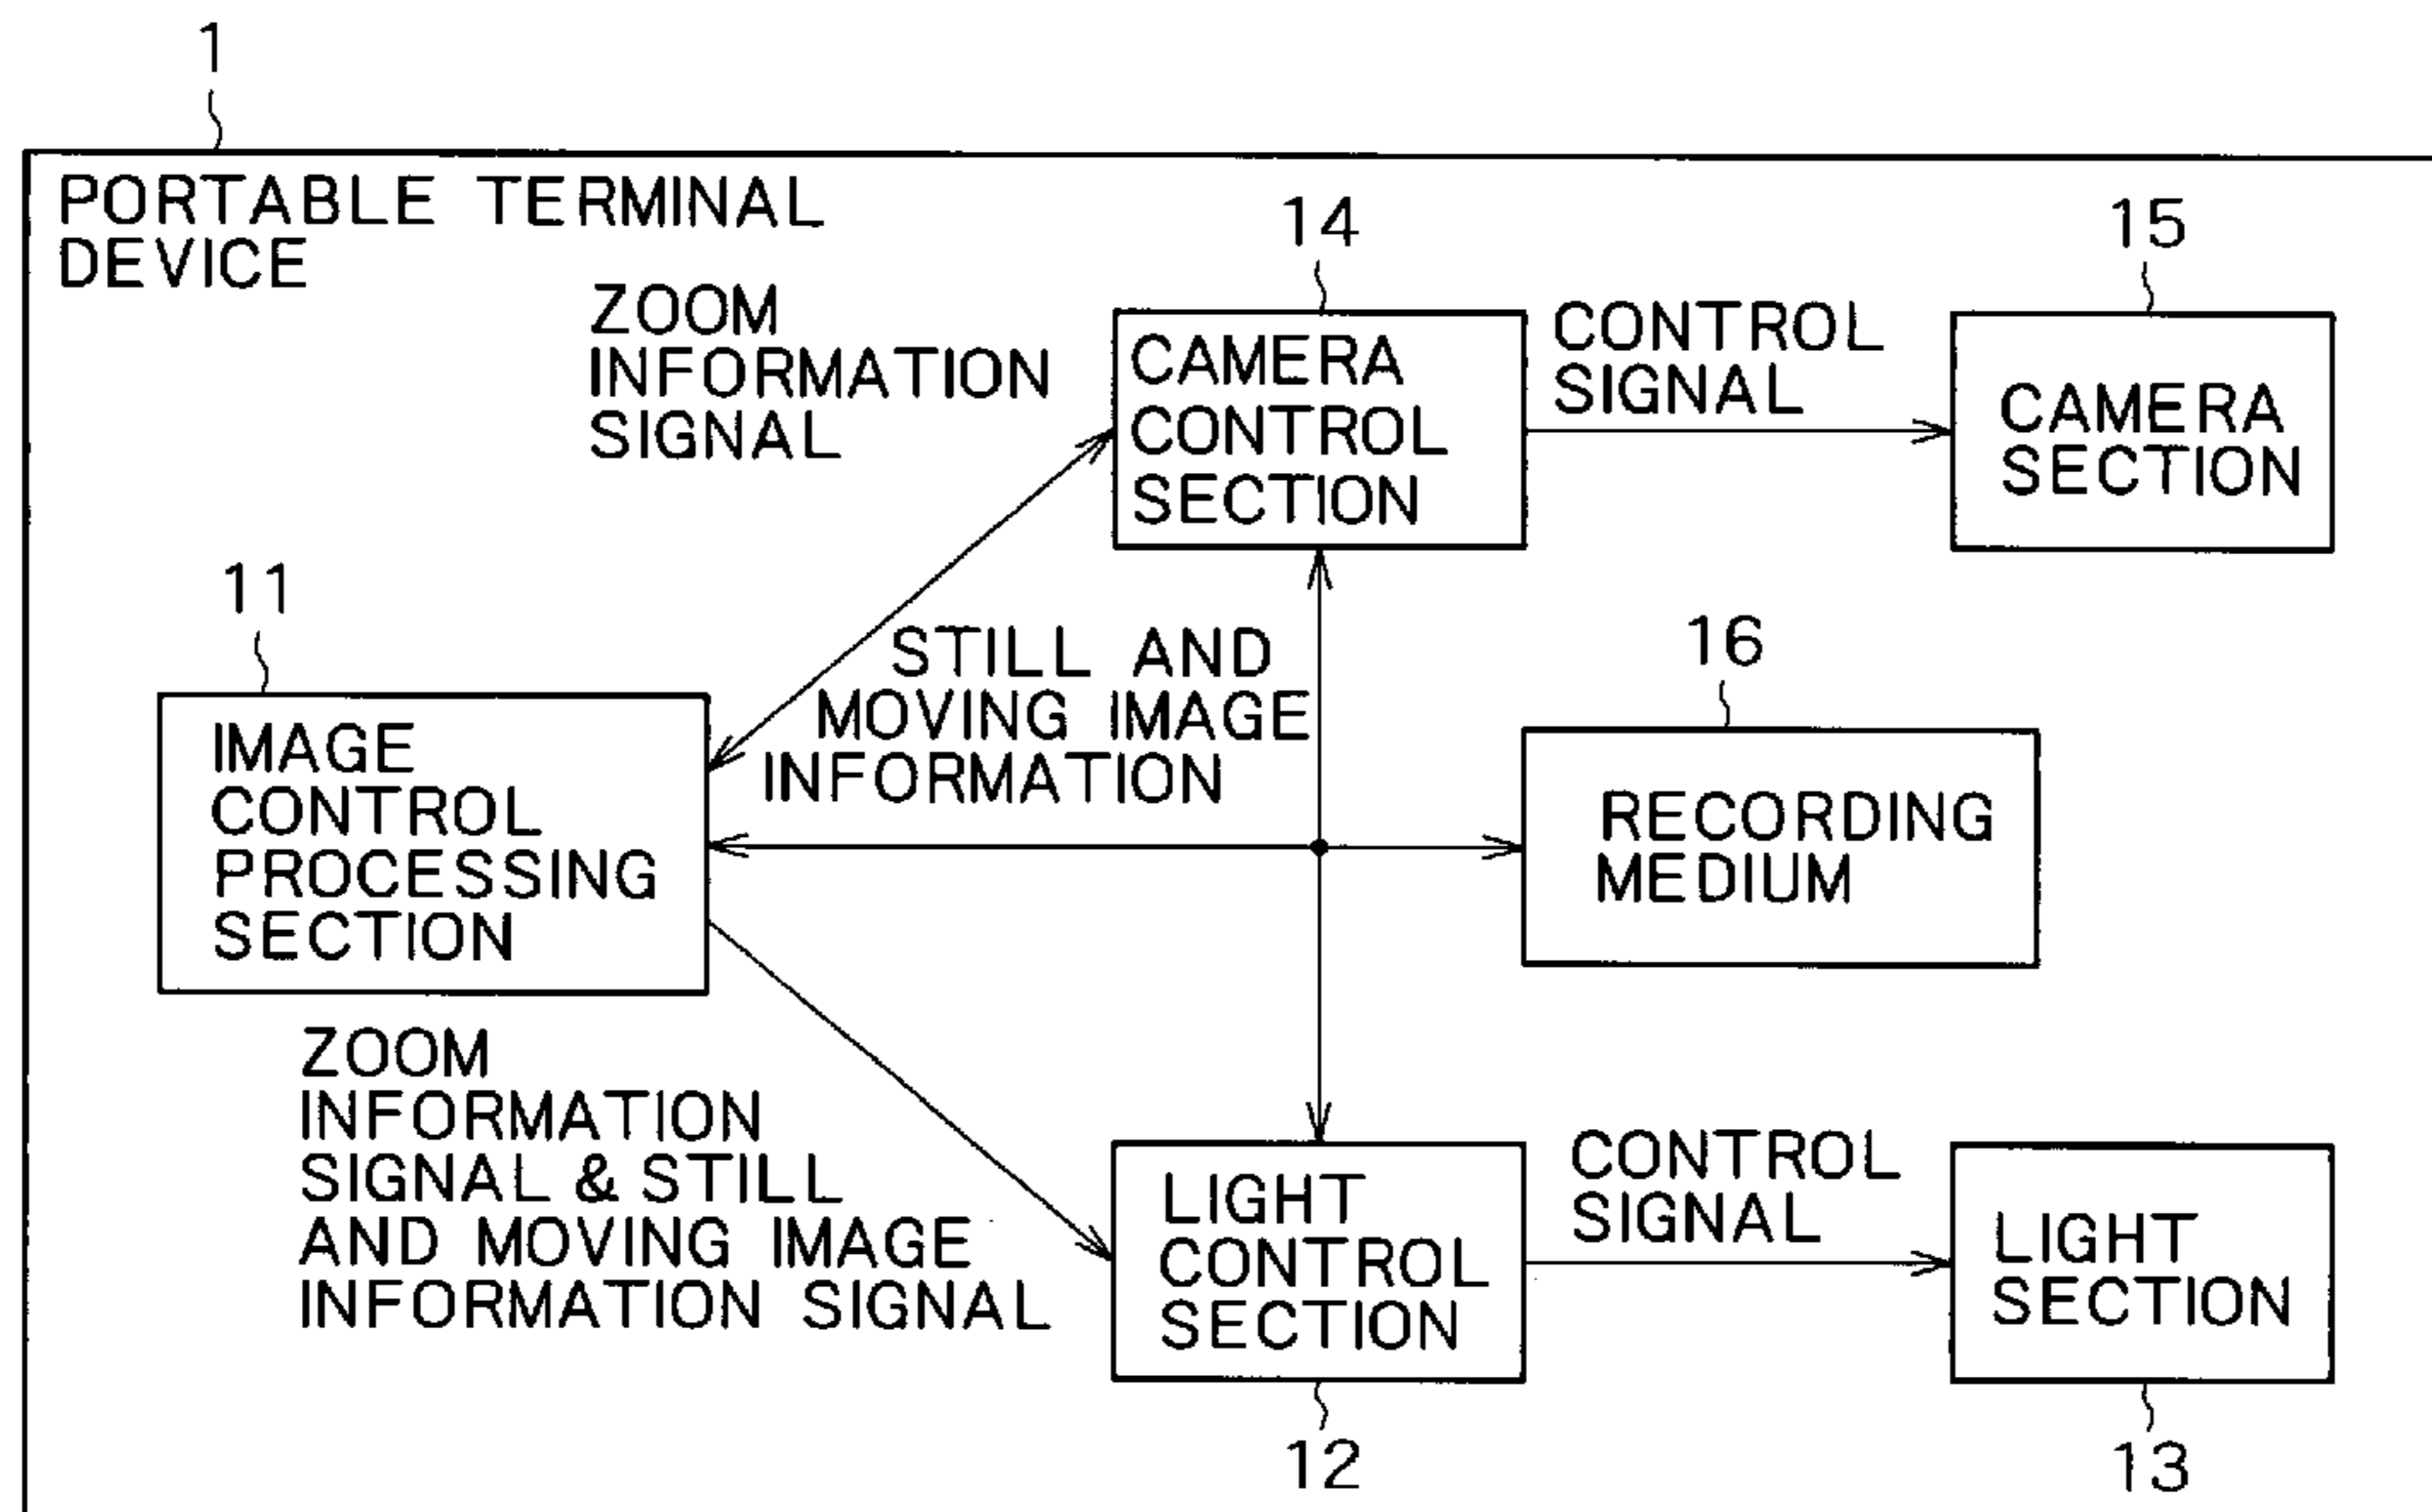 1
PORTABLE TERMINAL
DEVICE
14
15
ZOOM
INFORMATION
SIGNAL
CAMERA
CONTROL
SECTION
CONTROL
SIGNAL
CAMERA
SECTION
11
STILL AND
MOVING IMAGE
INFORMATION
16
IMAGE
CONTROL
PROCESSING
SECTION
RECORDING
MEDIUM
ZOOM
INFORMATION
SIGNAL & STILL
AND MOVING IMAGE
INFORMATION SIGNAL
LIGHT
CONTROL
SECTION
CONTROL
SIGNAL
LIGHT
SECTION
12
13